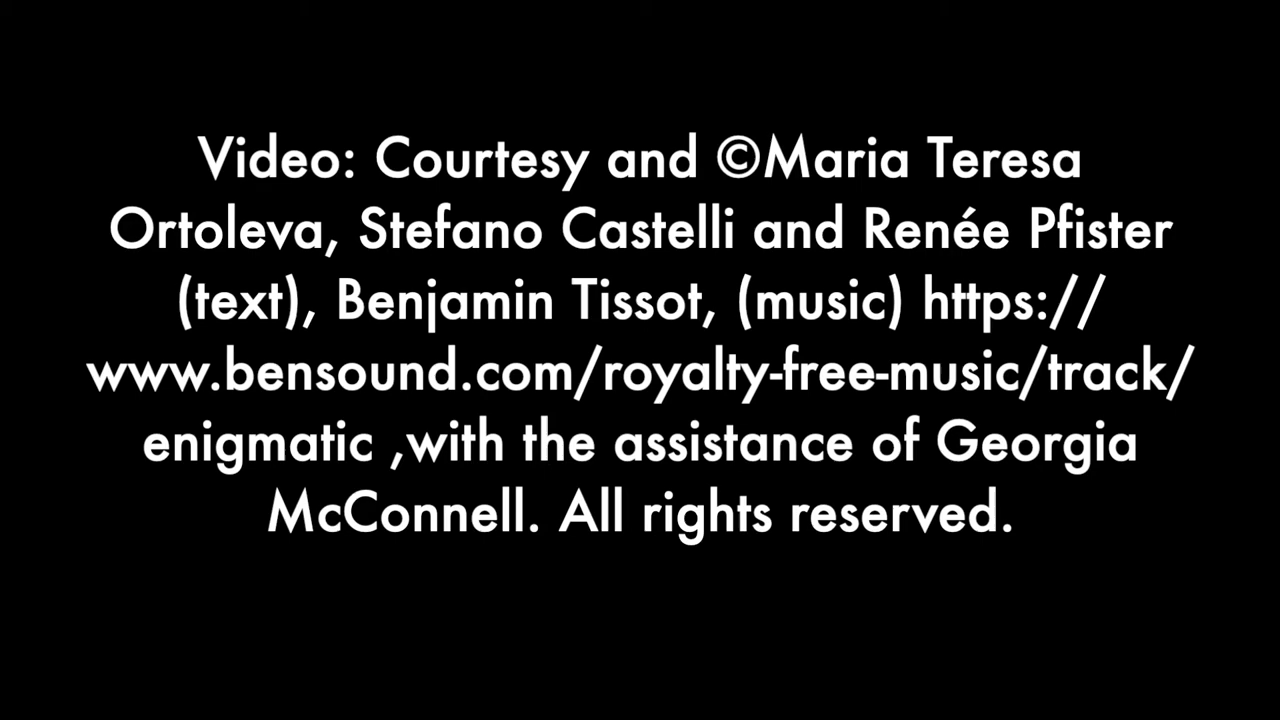 Video: Courtesy and ©Maria Teresa
Ortoleva, Stefano Castelli and Renée Pfister
(text), Benjamin Tissot, (music) https://
www.bensound.com/royalty-free-music/track/
enigmatic ,with the assistance of Georgia
McConnell. All rights reserved.